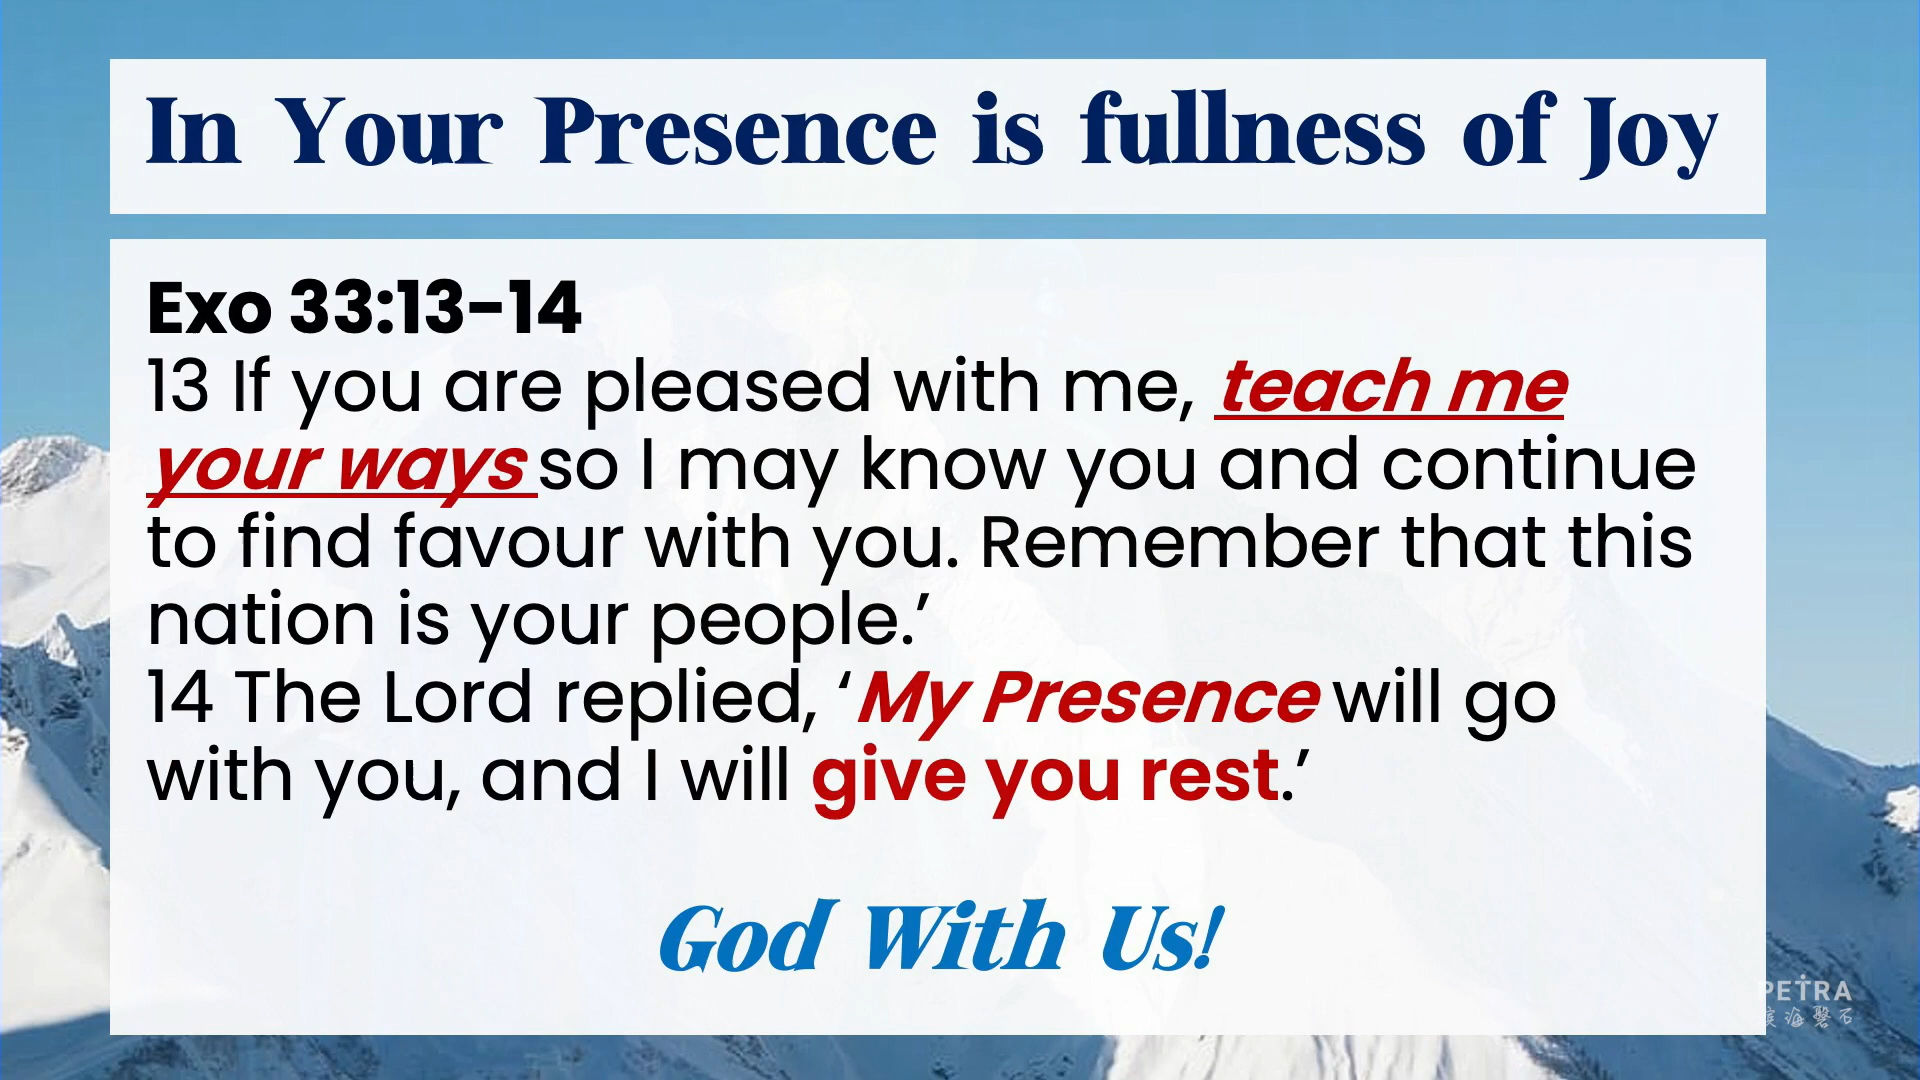 In Your Presence is fullness of Joy
Exo 33:13-14
13 If you are pleased with me, teach me
your ways so I may know you and continue
to find favour with you. Remember that this
nation is your people.’
14 The Lord replied, ‘My Presence will go
with you, and I will give you rest.’
God With Us!
PETRA
海磐石